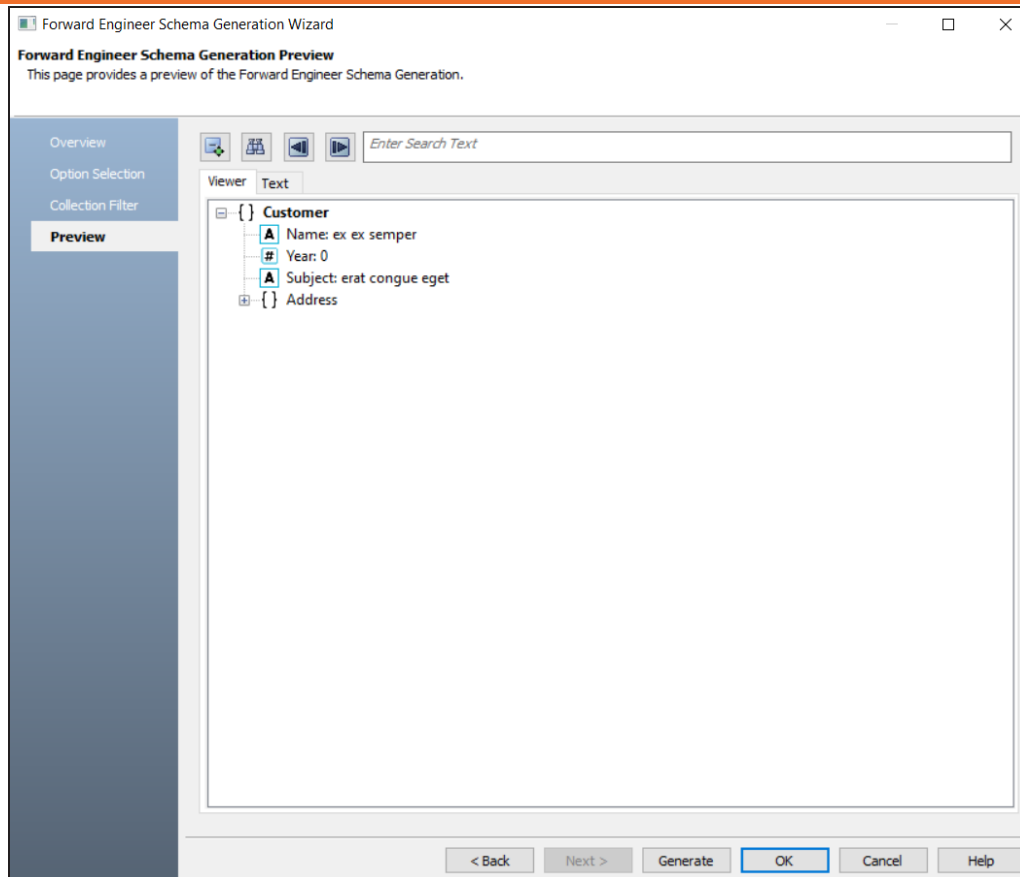 Forward Engineer Schema Generation Wizard
Forward Engineer Schema Generation Preview
This page provides a preview of the Forward Engineer Schema Generation.
Overview
Option Selection
Collection Filter
Preview
Enter Search Text
Viewer Text
{ } Customer
A Name: ex ex semper
# Year: 0
A Subject: erat congue eget
{ } Address
< Back Next > Generate OK Cancel Help